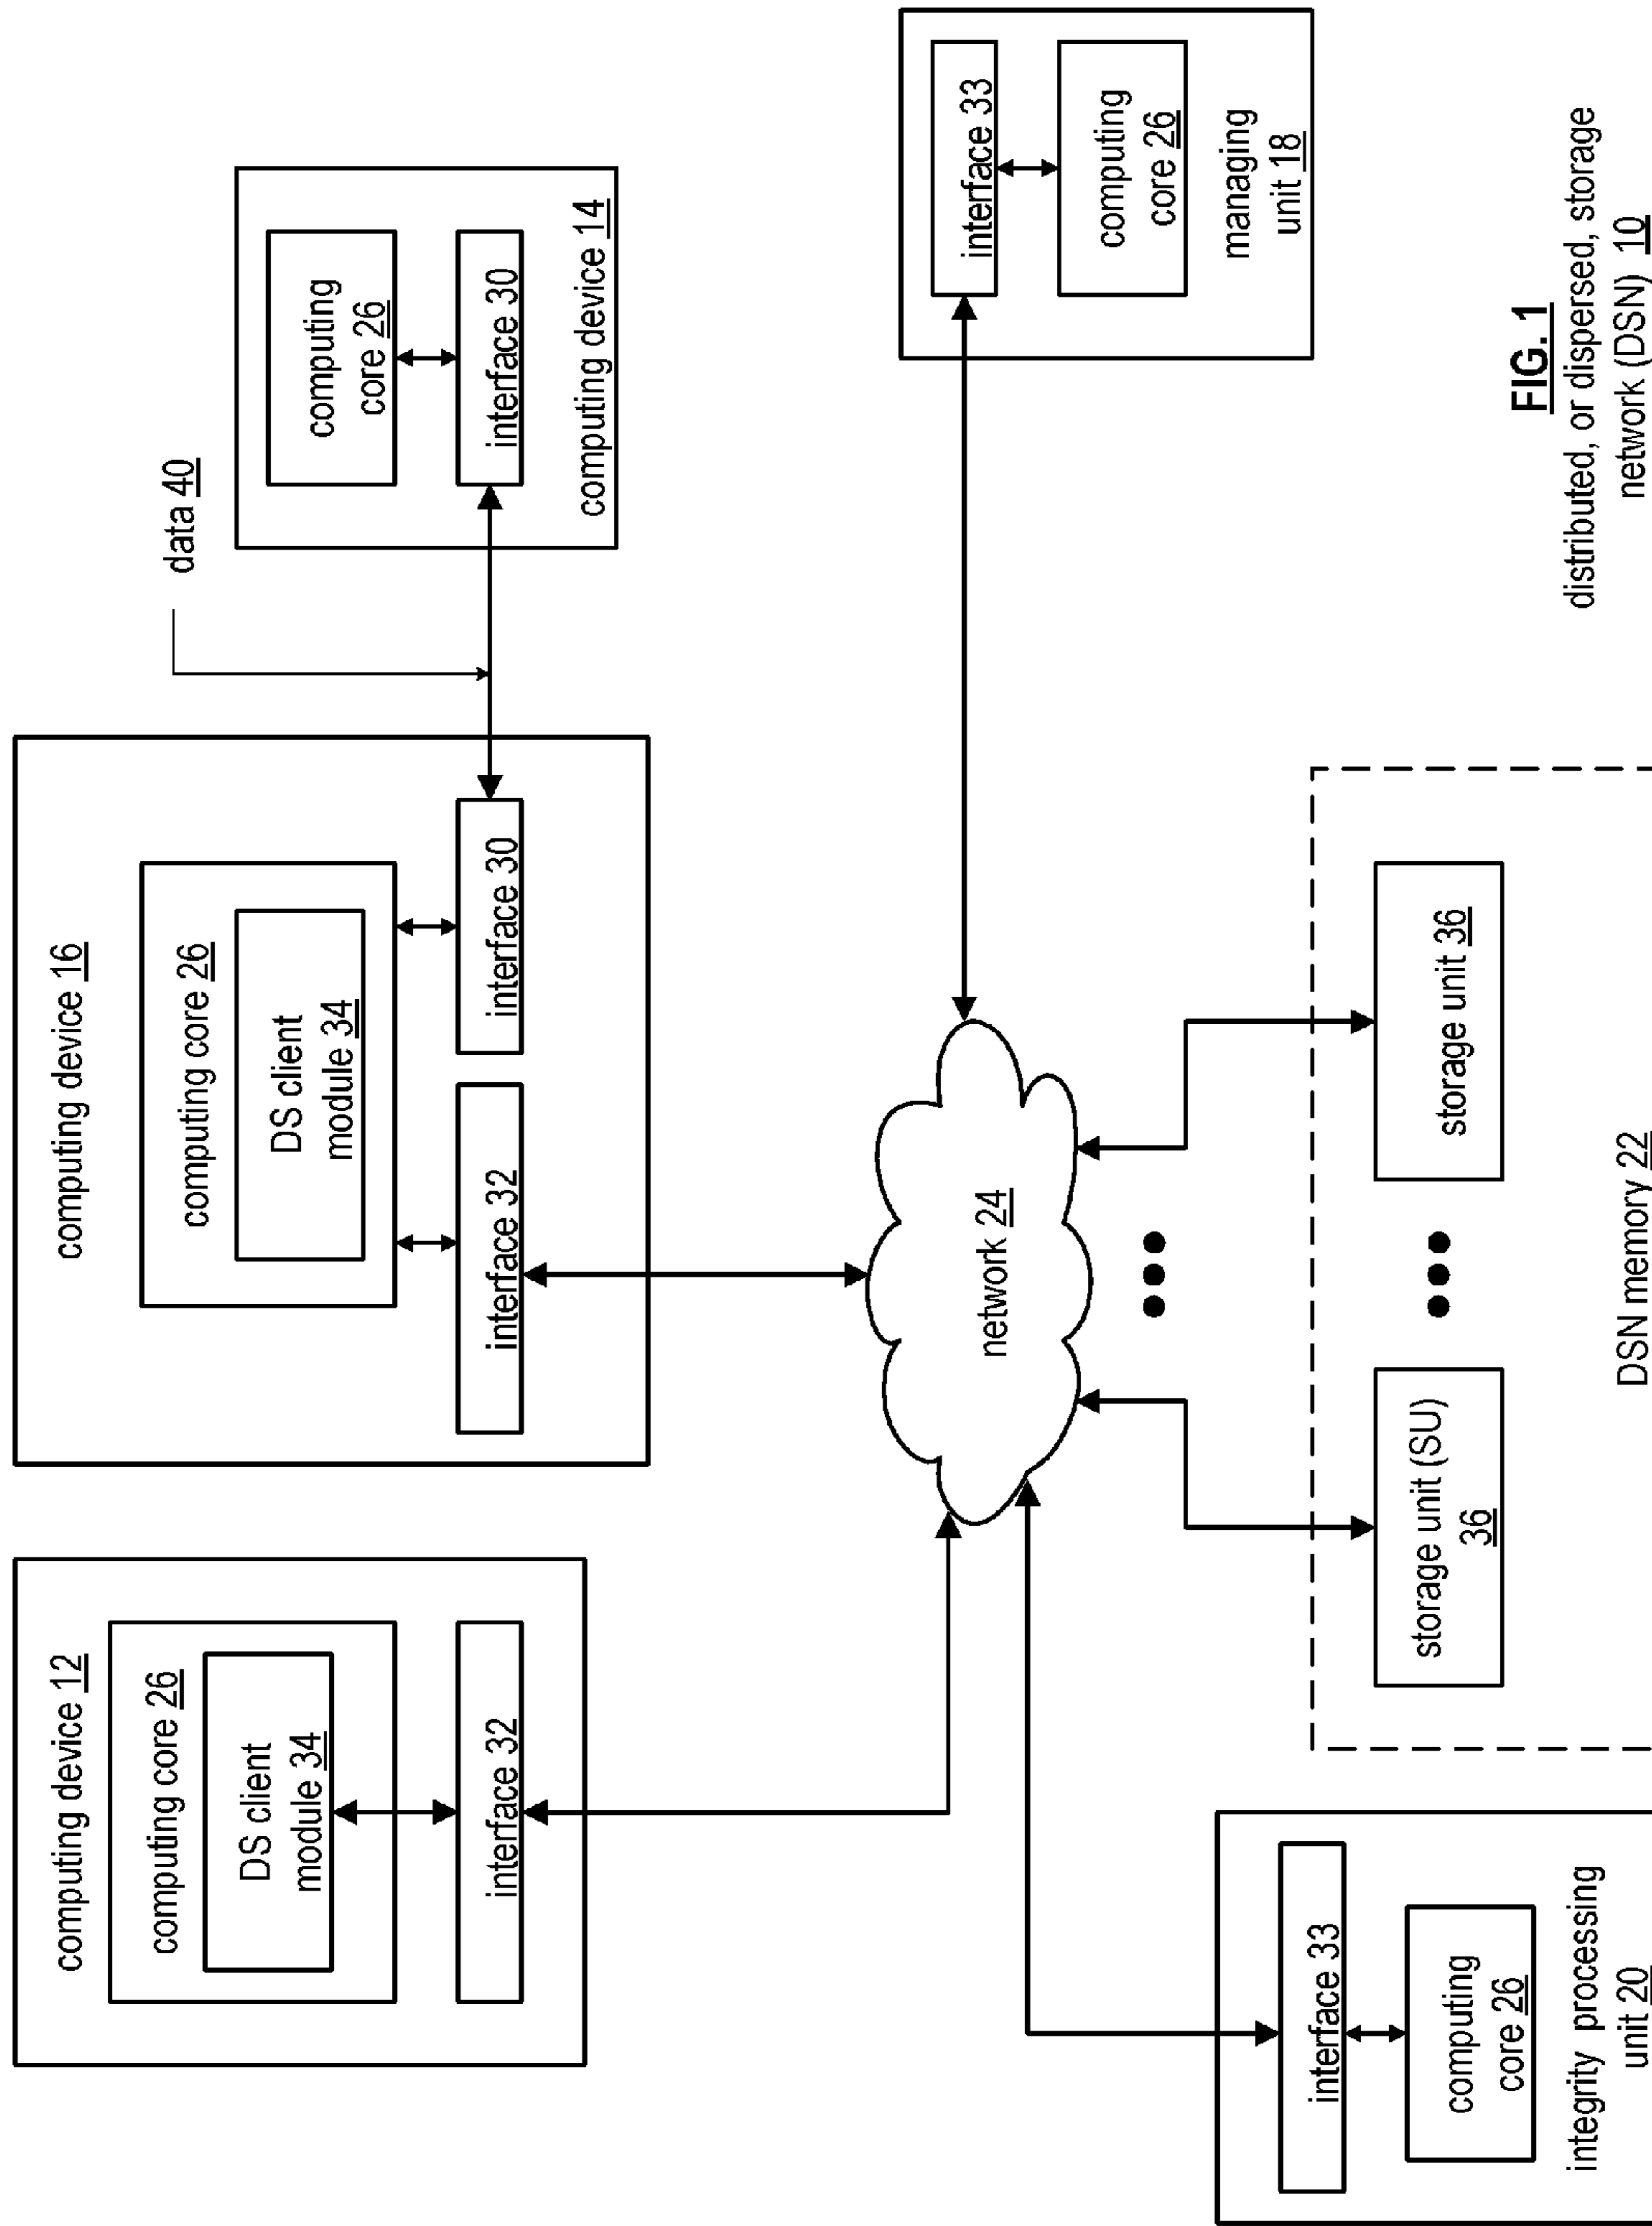 computing device 12
computing core 26
DS client
module 34
interface 32
computing device 16
computing core 26
DS client
module 34
interface 32
interface 30
data 40
computing
core 26
interface 30
computing device 14
network 24
interface 33
computing
core 26
managing
unit 18
interface 33
computing
core 26
integrity processing
unit 20
storage unit (SU)
36
storage unit 36
DSN memory 22
FIG. 1
distributed, or dispersed, storage
network (DSN) 10